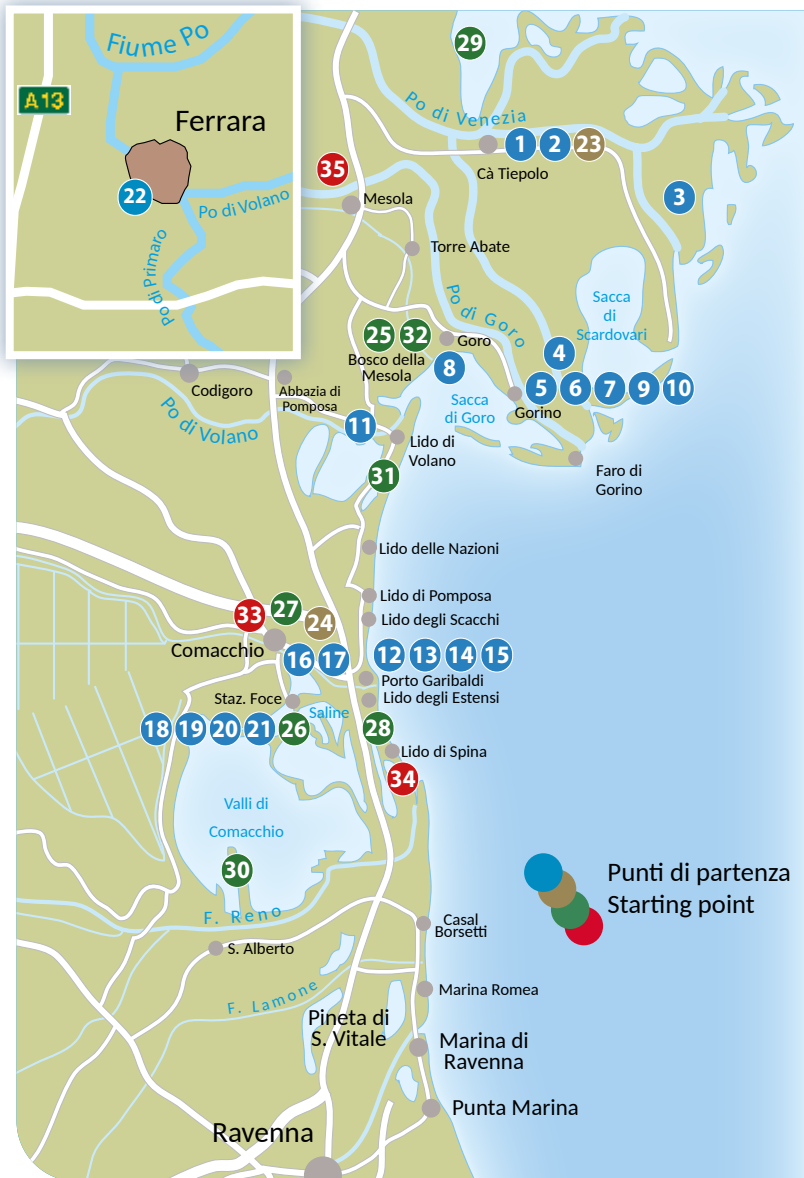 Fiume Po
A13
Ferrara
22
Po di Volano
Po di Primaro
29
Po di Venezia
1 2 23
Cà Tiepolo
35
3
Mesola
Torre Abate
Po di Goro
Sacca
di
Scardovari
25 32
Goro
4
Bosco della
Mesola
8
5 6 7 9 10
Codigoro
Abbazia di
Pomposa
Sacca
di Goro
Gorino
Po di Volano
11
Lido di
Volano
Faro di
Gorino
31
Lido delle Nazioni
Lido di Pomposa
33 27 24
Lido degli Scacchi
Comacchio
16 17
12 13 14 15
Porto Garibaldi
Staz. Foce
Lido degli Estensi
Saline
18 19 20 21 26
28
Lido di Spina
34
Valli di
Comacchio
30
Punti di partenza
Starting point
F. Reno
Casal
Borsetti
S. Alberto
F. Lamone
Marina Romea
Pineta di
S. Vitale
Marina di
Ravenna
Punta Marina
Ravenna